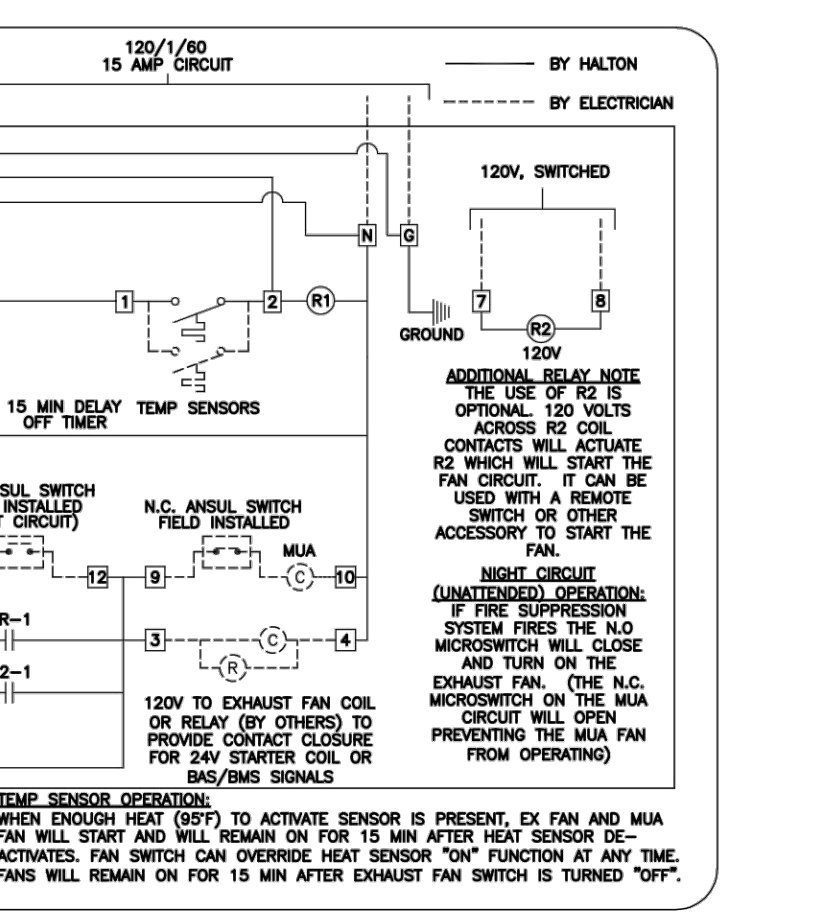 120/1/60
15 AMP CIRCUIT
BY HALTON
BY ELECTRICIAN
120V, SWITCHED
N
G
1
2
R1
GROUND
7
8
R2
120V
15 MIN DELAY
OFF TIMER
TEMP SENSORS
ADDITIONAL RELAY NOTE
THE USE OF R2 IS
OPTIONAL. 120 VOLTS
ACROSS R2 COIL
CONTACTS WILL ACTUATE
R2 WHICH WILL START THE
FAN CIRCUIT. IT CAN BE
USED WITH A REMOTE
SWITCH OR OTHER
ACCESSORY TO START THE
FAN.
NIGHT CIRCUIT
(UNATTENDED) OPERATION:
IF FIRE SUPPRESSION
SYSTEM FIRES THE N.O
MICROSWITCH WILL CLOSE
AND TURN ON THE
EXHAUST FAN. (THE N.C.
MICROSWITCH ON THE MUA
CIRCUIT WILL OPEN
PREVENTING THE MUA FAN
FROM OPERATING)
SUL SWITCH
INSTALLED
T CIRCUIT)
N.C. ANSUL SWITCH
FIELD INSTALLED
MUA
12
9
C
10
R-1
3
C
4
R
2-1
120V TO EXHAUST FAN COIL
OR RELAY (BY OTHERS) TO
PROVIDE CONTACT CLOSURE
FOR 24V STARTER COIL OR
BAS/BMS SIGNALS
TEMP SENSOR OPERATION:
WHEN ENOUGH HEAT (95°F) TO ACTIVATE SENSOR IS PRESENT, EX FAN AND MUA
FAN WILL START AND WILL REMAIN ON FOR 15 MIN AFTER HEAT SENSOR DE-
ACTIVATES. FAN SWITCH CAN OVERRIDE HEAT SENSOR "ON" FUNCTION AT ANY TIME.
FANS WILL REMAIN ON FOR 15 MIN AFTER EXHAUST FAN SWITCH IS TURNED "OFF".